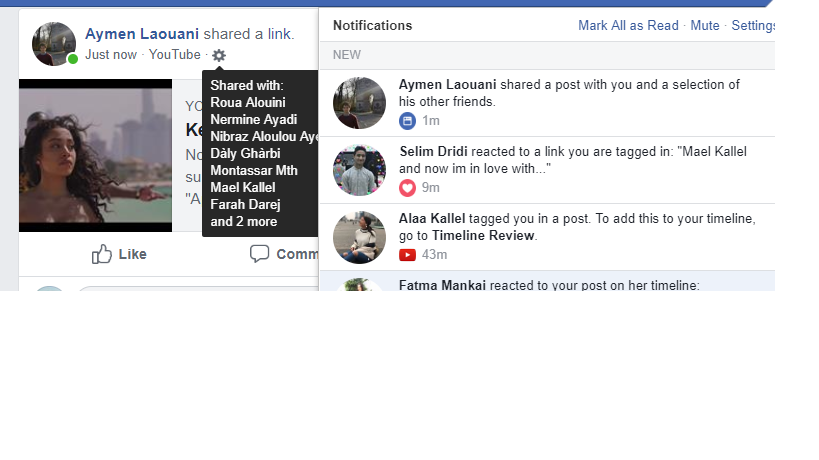 Aymen Laouani shared a link.
Just now · YouTube ·
Shared with:
Roua Alouini
Nermine Ayadi
Nibraz Aloulou Aye
Dàly Ghàrbi
Montassar Mth
Mael Kallel
Farah Darej
and 2 more
YO
Ke
No
su
"A
Like
Comm
Notifications
Mark All as Read · Mute · Settings
NEW
Aymen Laouani shared a post with you and a selection of
his other friends.
1m
Selim Dridi reacted to a link you are tagged in: "Mael Kallel
and now im in love with..."
9m
Alaa Kallel tagged you in a post. To add this to your timeline,
go to Timeline Review.
43m
Fatma Mankai reacted to your post on her timeline: